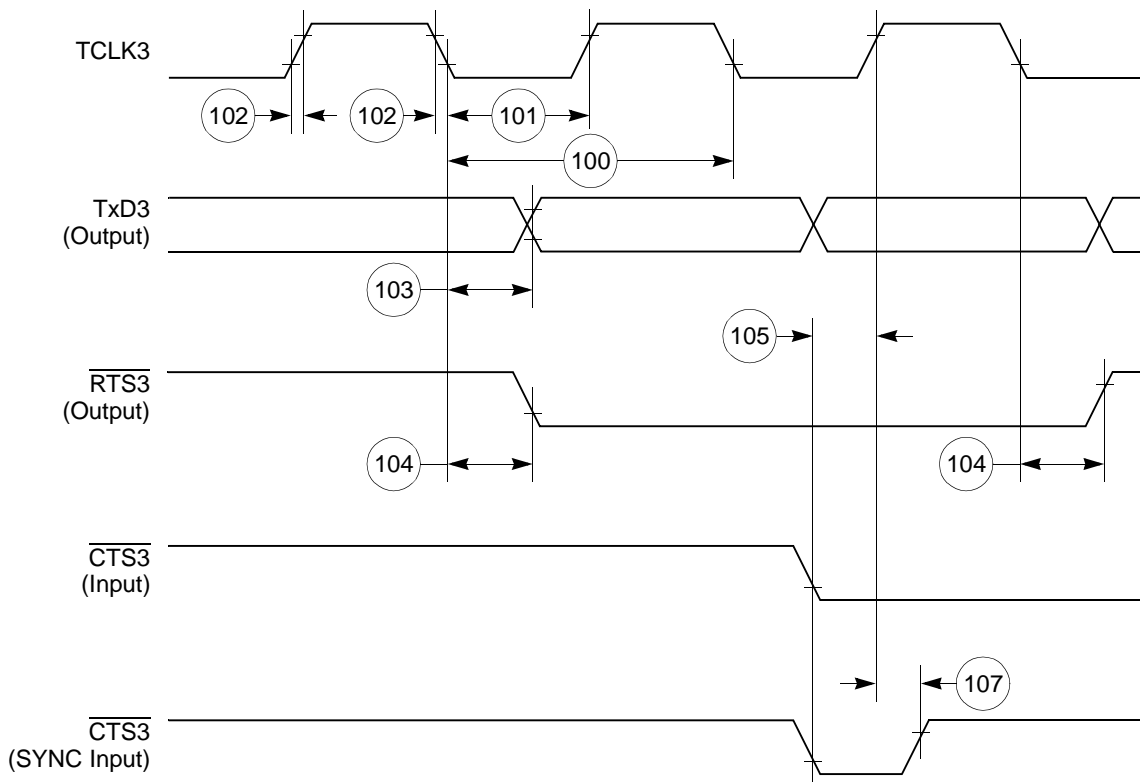 TCLK3
102
102
101
100
TxD3
(Output)
103
105
RTS3
(Output)
104
104
CTS3
(Input)
107
CTS3
(SYNC Input)